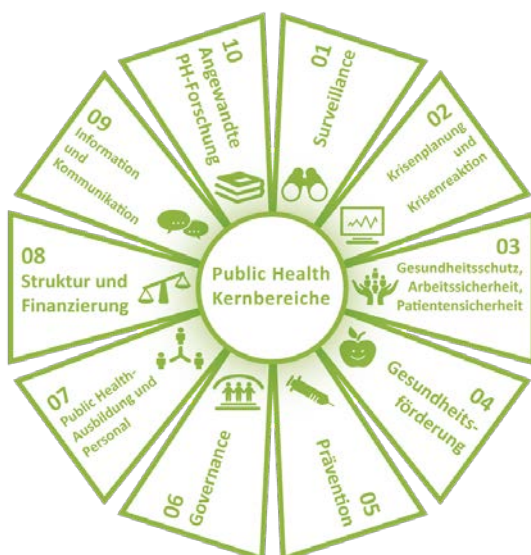 Public Health
Kernbereiche
01
Surveillance
02
Krisenplanung
und
Krisenreaktion
03
Gesundheitsschutz,
Arbeitssicherheit,
Patientensicherheit
04
Gesundheits-
förderung
05
Prävention
06
Governance
07
Public Health-
Ausbildung und
Personal
08
Struktur und
Finanzierung
09
Information
und
Kommunikation
10
Angewandte
PH-Forschung